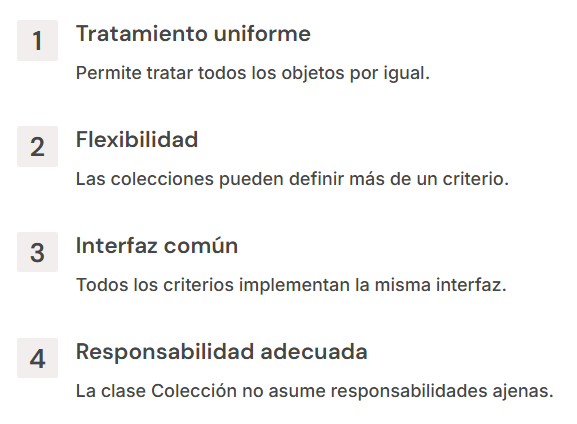 1
Tratamiento uniforme
Permite tratar todos los objetos por igual.
2
Flexibilidad
Las colecciones pueden definir más de un criterio.
3
Interfaz común
Todos los criterios implementan la misma interfaz.
4
Responsabilidad adecuada
La clase Colección no asume responsabilidades ajenas.